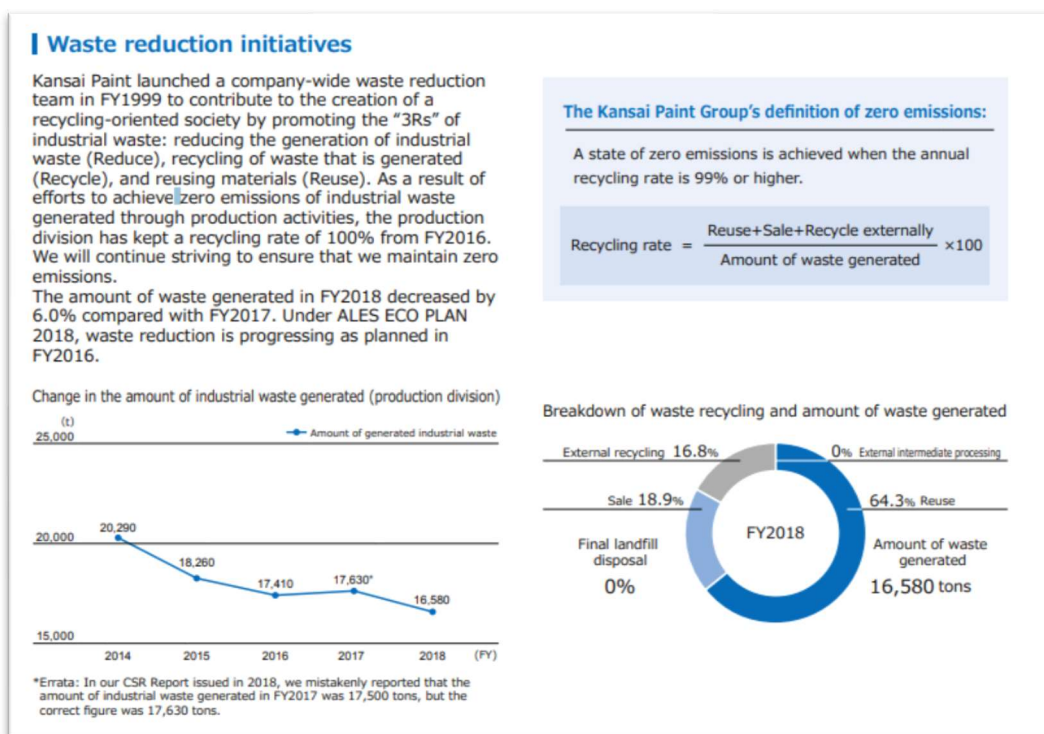 Waste reduction initiatives
Kansai Paint launched a company-wide waste reduction
team in FY1999 to contribute to the creation of a
recycling-oriented society by promoting the “3Rs” of
industrial waste: reducing the generation of industrial
waste (Reduce), recycling of waste that is generated
(Recycle), and reusing materials (Reuse). As a result of
efforts to achieve zero emissions of industrial waste
generated through production activities, the production
division has kept a recycling rate of 100% from FY2016.
We will continue striving to ensure that we maintain zero
emissions.
The amount of waste generated in FY2018 decreased by
6.0% compared with FY2017. Under ALES ECO PLAN
2018, waste reduction is progressing as planned in
FY2016.
The Kansai Paint Group’s definition of zero emissions:
A state of zero emissions is achieved when the annual
recycling rate is 99% or higher.
Recycling rate = Reuse+Sale+Recycle externally ×100
Amount of waste generated
Change in the amount of industrial waste generated (production division)
(t)
25,000
Amount of generated industrial waste
20,000
20,290
18,260
17,410
17,630*
16,580
15,000
2014 2015 2016 2017 2018 (FY)
*Errata: In our CSR Report issued in 2018, we mistakenly reported that the
amount of industrial waste generated in FY2017 was 17,500 tons, but the
correct figure was 17,630 tons.
Breakdown of waste recycling and amount of waste generated
External recycling 16.8%
0% External intermediate processing
Sale 18.9%
64.3% Reuse
FY2018
Final landfill
disposal
0%
Amount of waste
generated
16,580 tons